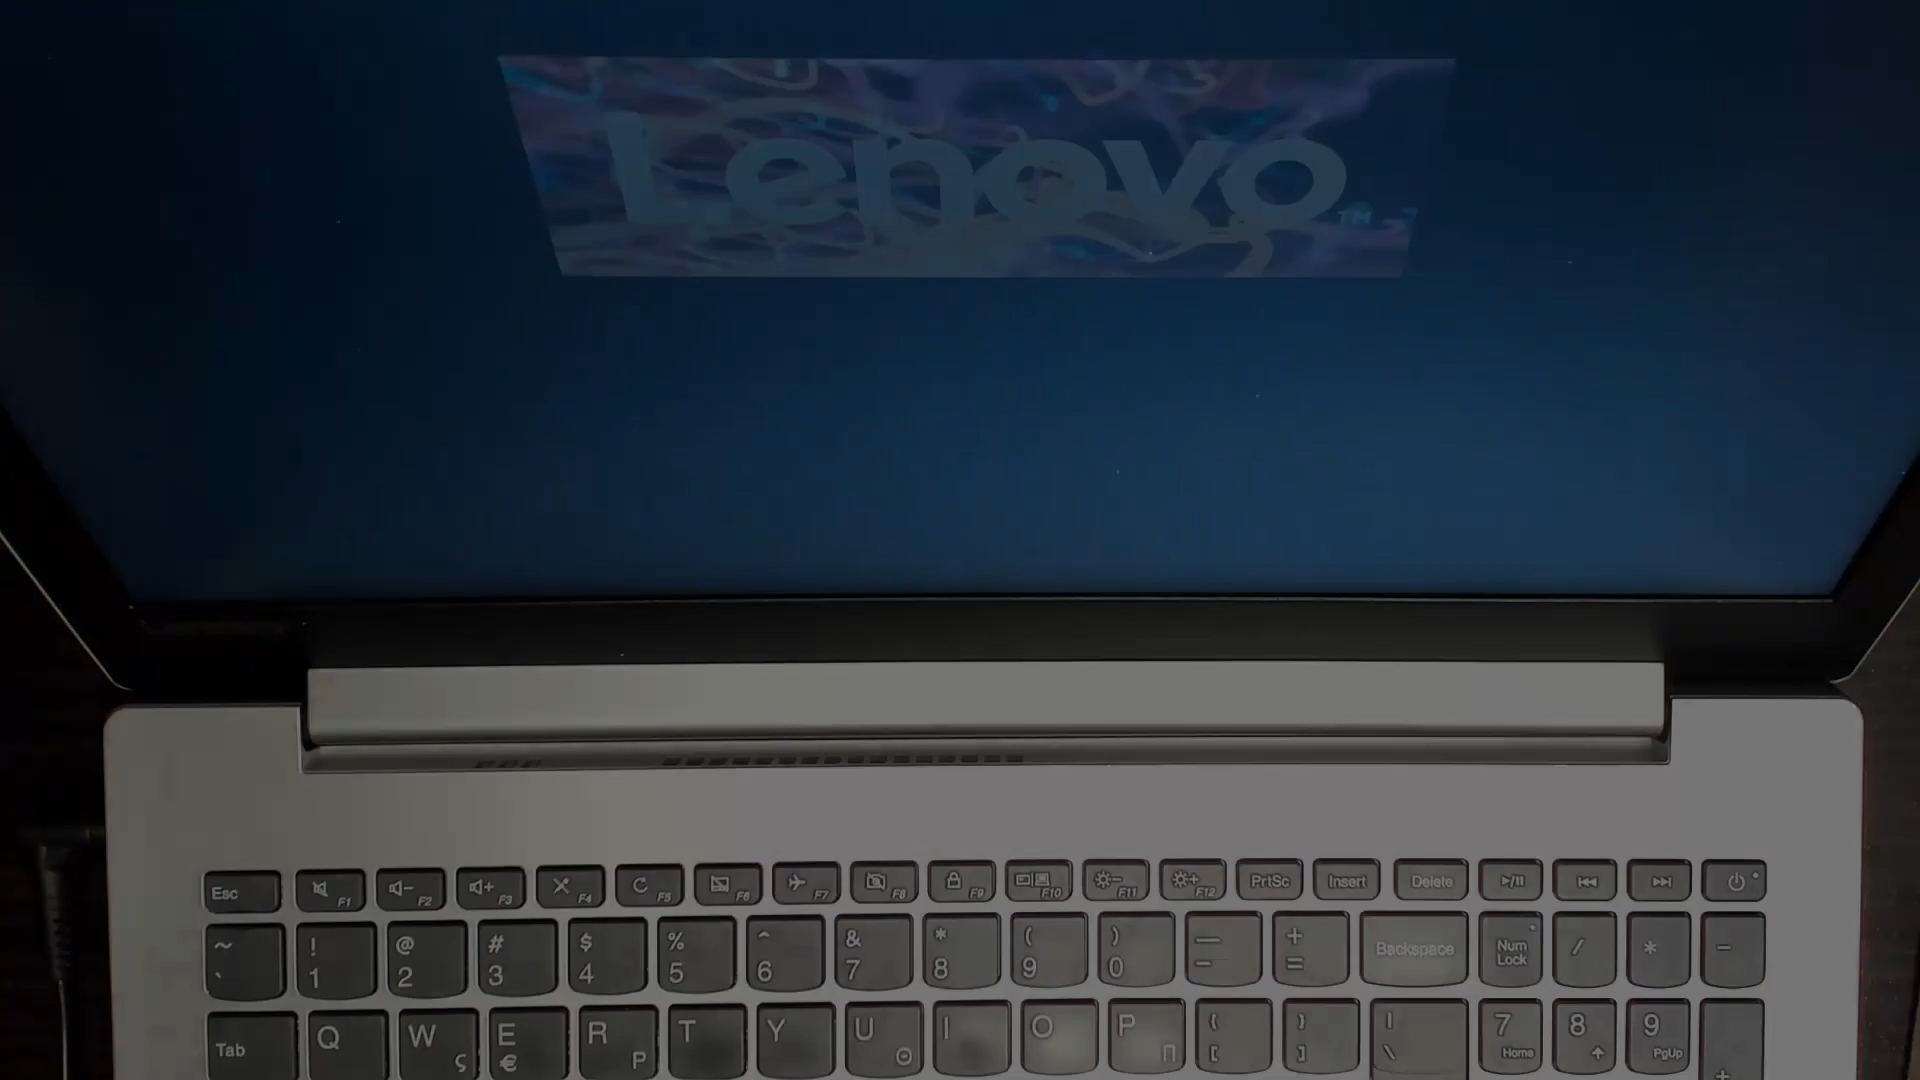 Lenovo
TM
Esc F1 F2 F3 F4 F5 F6 F7 F8 F9 F10 F11 F12 PrtSc Insert Delete
~ ! @ # $ % ^ & * ( ) — + Backspace Num Lock / * -
` 1 2 3 4 5 6 7 8 9 0 - =
Tab Q W E R T Y U I O P { } | 7 8 9 +
ς € Ρ Θ Π [ ] \ Home PgUp